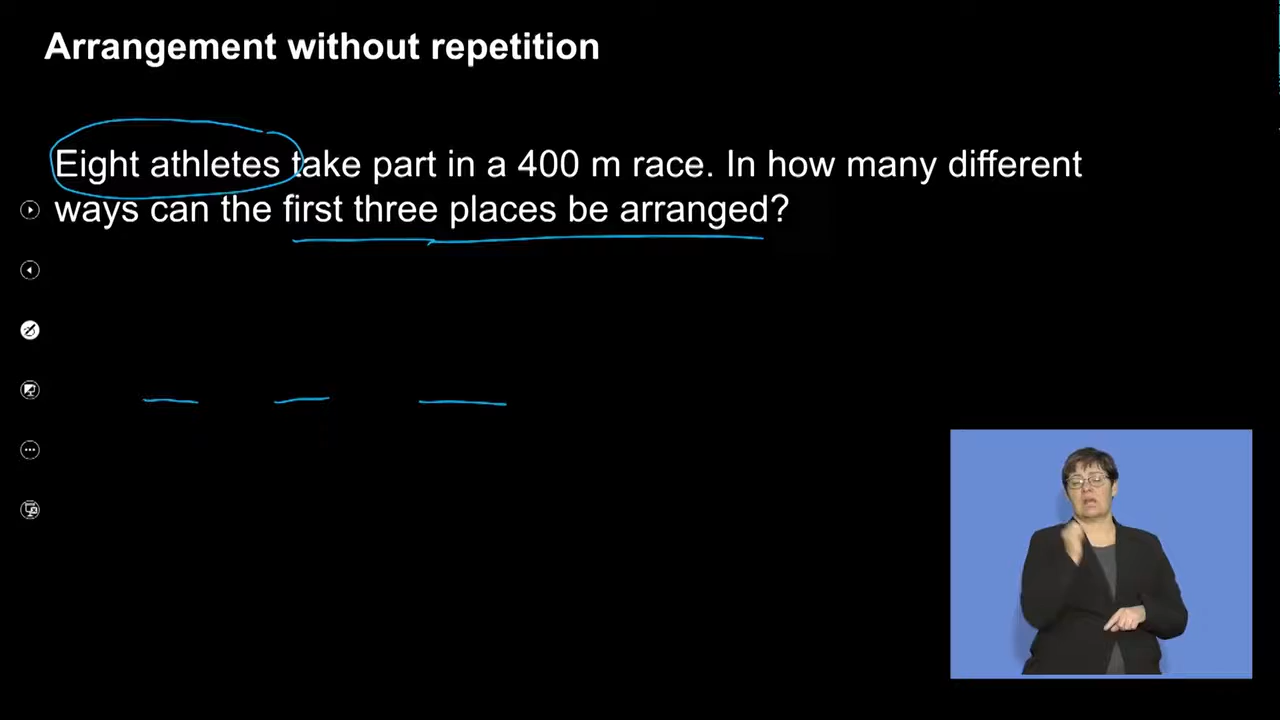 Arrangement without repetition
Eight athletes take part in a 400 m race. In how many different
ways can the first three places be arranged?